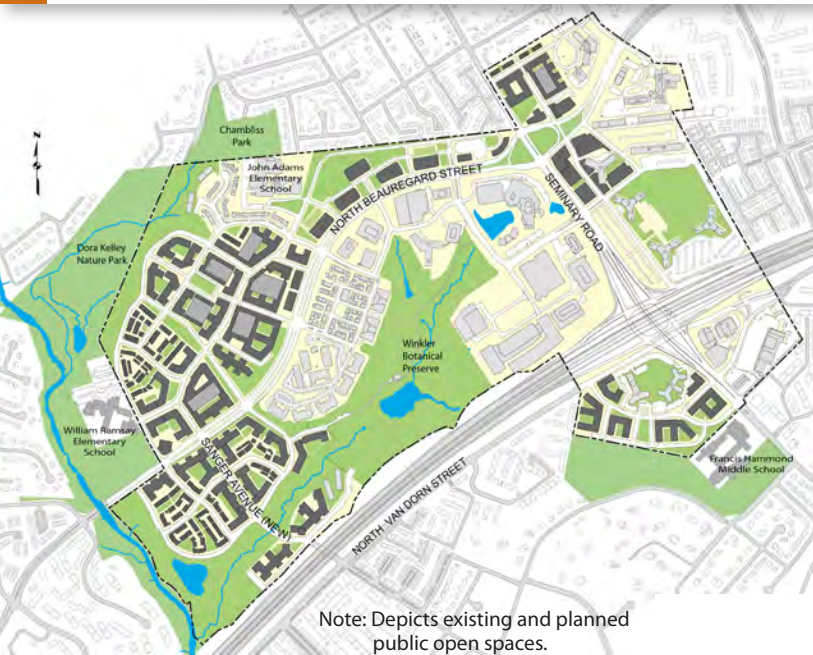 Chambliss
Park
John Adams
Elementary
School
NORTH BEAUREGARD STREET
SEMINARY ROAD
N
Dora Kelley
Nature Park
Winkler
Botanical
Preserve
William Ramsay
Elementary
School
SANGER AVENUE (NEW)
Francis Hammond
Middle School
NORTH VAN DORN STREET
Note: Depicts existing and planned
public open spaces.